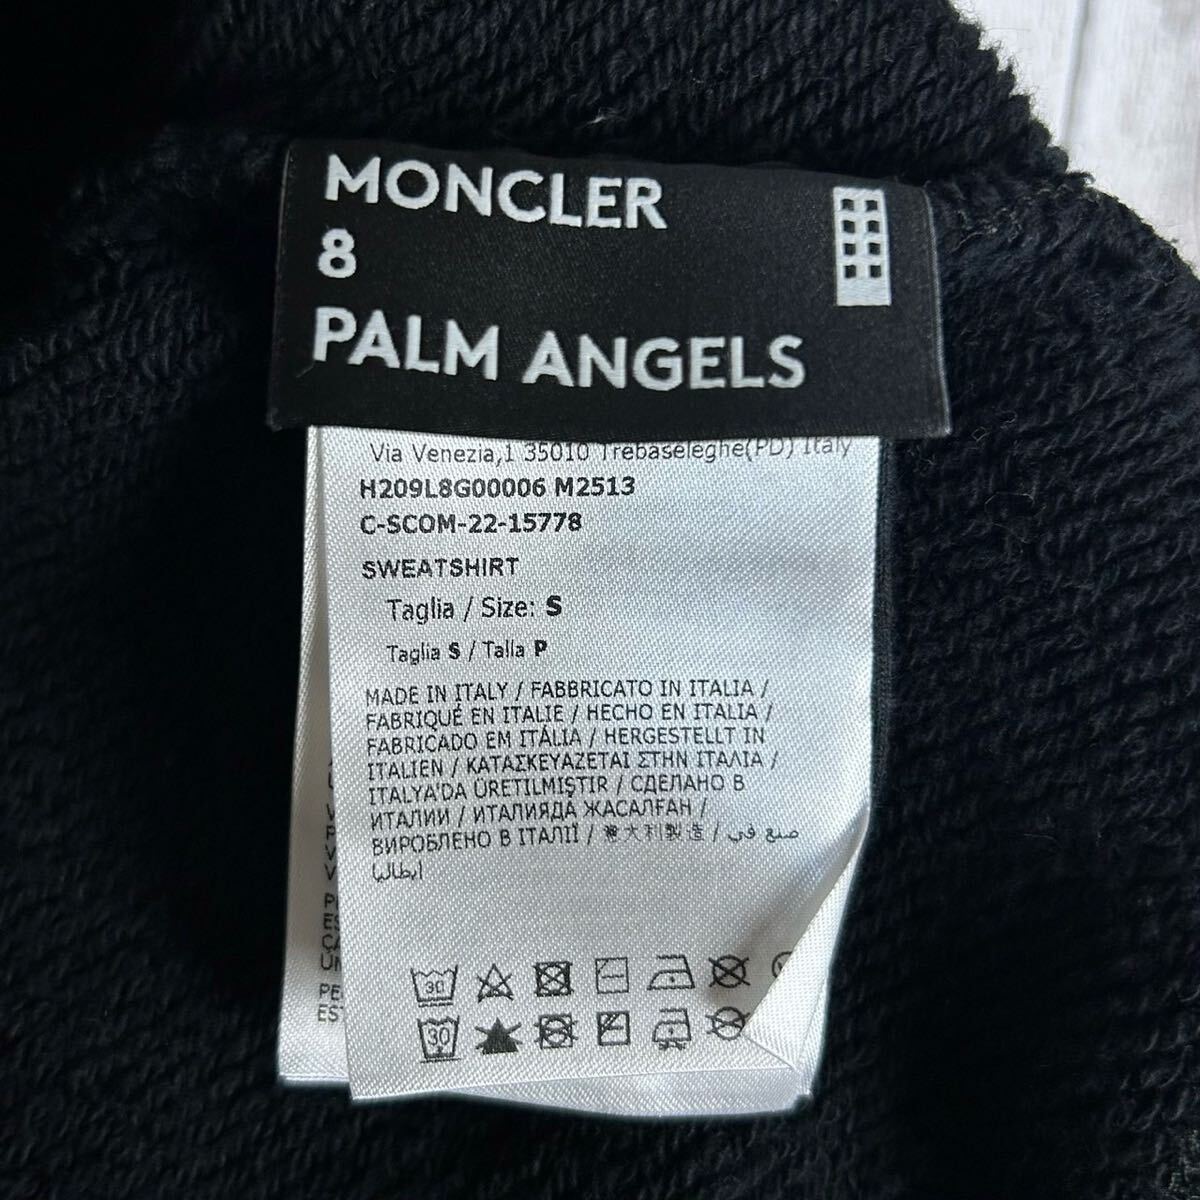 MONCLER
8
PALM ANGELS
Via Venezia,1 35010 Trebaseleghe(PD) Italy
H209L8G00006 M2513
C-SCOM-22-15778
SWEATSHIRT
Taglia / Size: S
Taglia S / Talla P
MADE IN ITALY / FABBRICATO IN ITALIA /
FABRIQUÉ EN ITALIE / HECHO EN ITALIA /
FABRICADO EM ITÁLIA / HERGESTELLT IN
ITALIEN / ΚΑΤΑΣΚΕΥΑΖΕΤΑΙ ΣΤΗΝ ΙΤΑΛΙΑ /
ITALYA'DA ÜRETILMIŞTIR / СДЕЛАНО В
ИТАЛИИ / ИТАЛИЯДА ЖАСАЛҒАН /
ВИРОБЛЕНО В ІТАЛІЇ / 意大利製造 / صنع في
ايطاليا
30
30